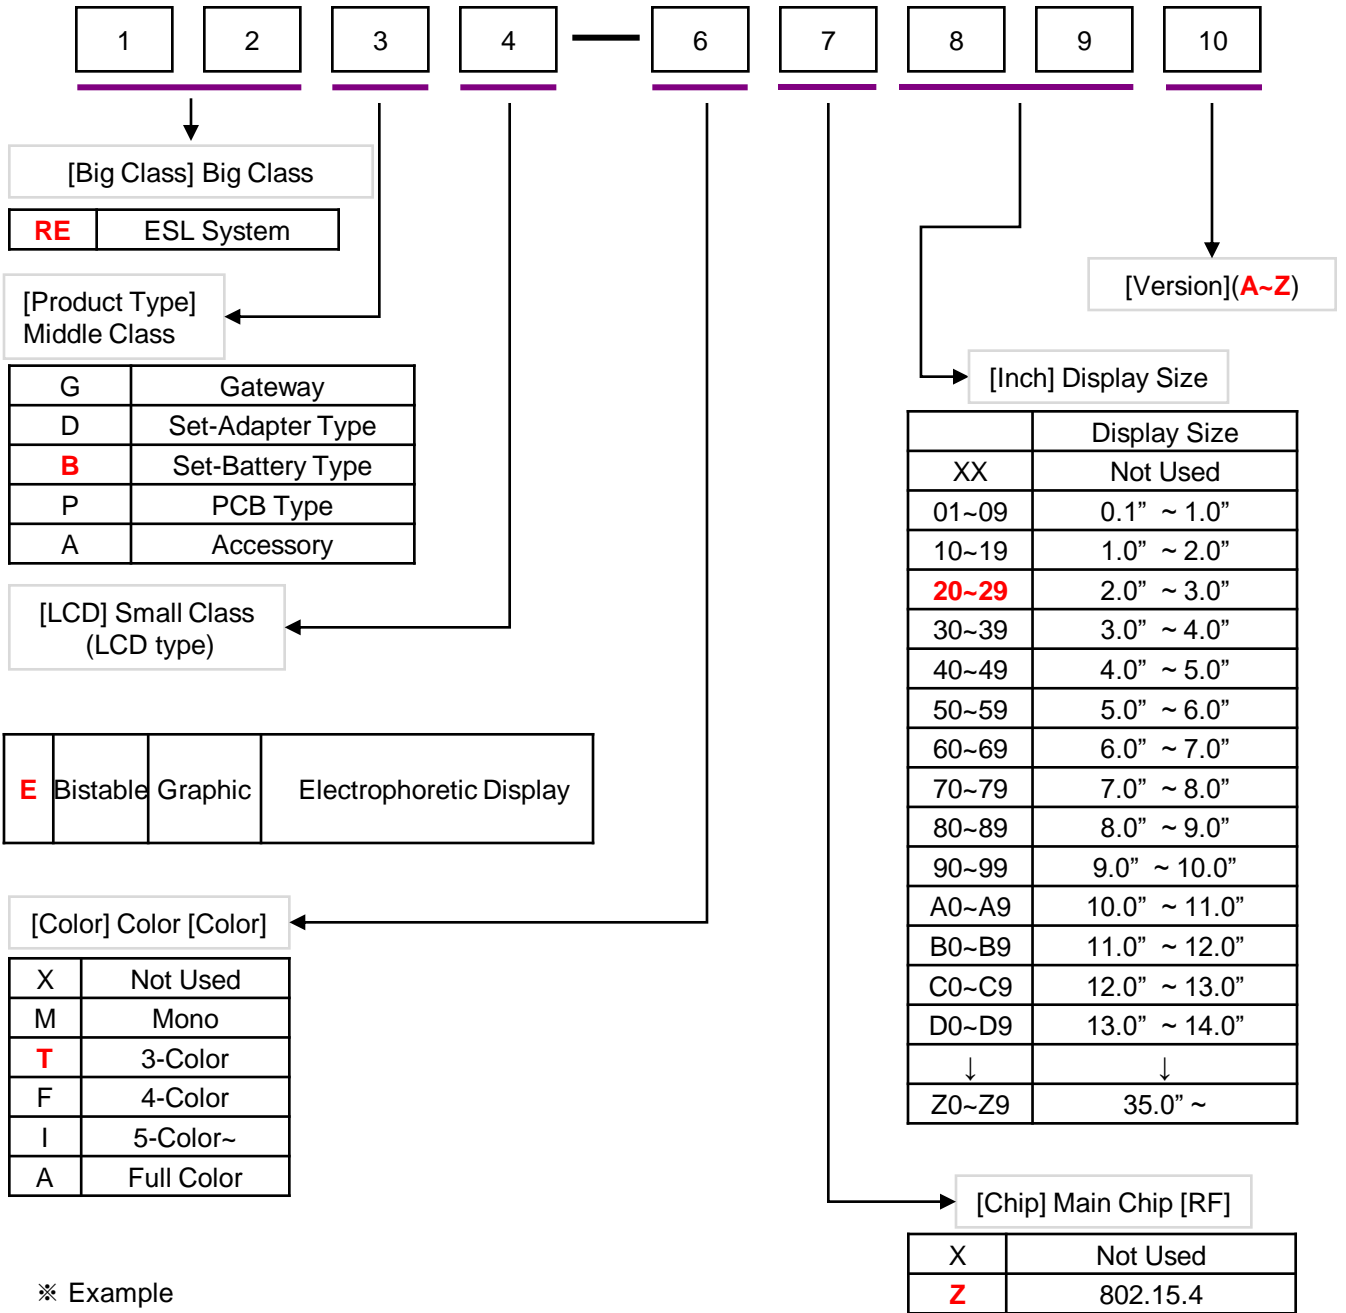 1 2 3 4 — 6 7 8 9 10
[Big Class] Big Class
RE ESL System
[Product Type]
Middle Class
G Gateway
D Set-Adapter Type
B Set-Battery Type
P PCB Type
A Accessory
[LCD] Small Class
(LCD type)
E Bistable Graphic Electrophoretic Display
[Color] Color [Color]
X Not Used
M Mono
T 3-Color
F 4-Color
I 5-Color~
A Full Color
※ Example
[Version](A~Z)
[Inch] Display Size
Display Size
XX Not Used
01~09 0.1” ~ 1.0”
10~19 1.0” ~ 2.0”
20~29 2.0” ~ 3.0”
30~39 3.0” ~ 4.0”
40~49 4.0” ~ 5.0”
50~59 5.0” ~ 6.0”
60~69 6.0” ~ 7.0”
70~79 7.0” ~ 8.0”
80~89 8.0” ~ 9.0”
90~99 9.0” ~ 10.0”
A0~A9 10.0” ~ 11.0”
B0~B9 11.0” ~ 12.0”
C0~C9 12.0” ~ 13.0”
D0~D9 13.0” ~ 14.0”
↓ ↓
Z0~Z9 35.0” ~
[Chip] Main Chip [RF]
X Not Used
Z 802.15.4